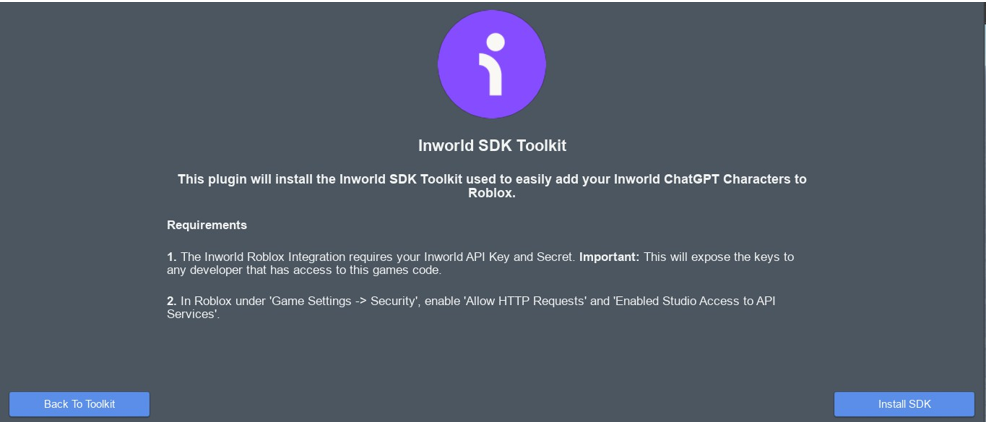 Inworld SDK Toolkit
This plugin will install the Inworld SDK Toolkit used to easily add your Inworld ChatGPT Characters to
Roblox.
Requirements
1. The Inworld Roblox Integration requires your Inworld API Key and Secret. Important: This will expose the keys to
any developer that has access to this games code.
2. In Roblox under 'Game Settings -> Security', enable 'Allow HTTP Requests' and 'Enabled Studio Access to API
Services'.
Back To Toolkit
Install SDK